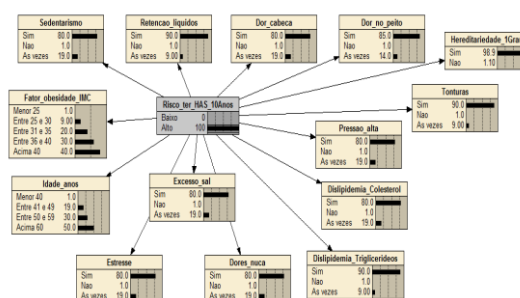 Sedentarismo
Sim 80.0
Nao 1.0
As vezes 19.0
Retencao_liquidos
Sim 90.0
Nao 1.0
As vezes 9.00
Dor_cabeca
Sim 80.0
Nao 1.0
As vezes 19.0
Dor_no_peito
Sim 85.0
Nao 1.0
As vezes 14.0
Hereditariedade_1Grau
Sim 98.9
Nao 1.10
Fator_obesidade_IMC
Menor 25 1.0
Entre 25 e 30 9.00
Entre 31 e 35 20.0
Entre 36 e 40 30.0
Acima 40 40.0
Risco_ter_HAS_10Anos
Baixo 0
Alto 100
Tonturas
Sim 90.0
Nao 1.0
As vezes 9.00
Pressao_alta
Sim 80.0
Nao 1.0
As vezes 19.0
Idade_anos
Menor 40 1.0
Entre 41 e 49 19.0
Entre 50 e 59 30.0
Acima 60 50.0
Excesso_sal
Sim 80.0
Nao 1.0
As vezes 19.0
Dislipidemia_Colesterol
Sim 80.0
Nao 1.0
As vezes 19.0
Estresse
Sim 80.0
Nao 1.0
As vezes 19.0
Dores_nuca
Sim 80.0
Nao 1.0
As vezes 19.0
Dislipidemia_Triglicerideos
Sim 90.0
Nao 1.0
As vezes 9.00